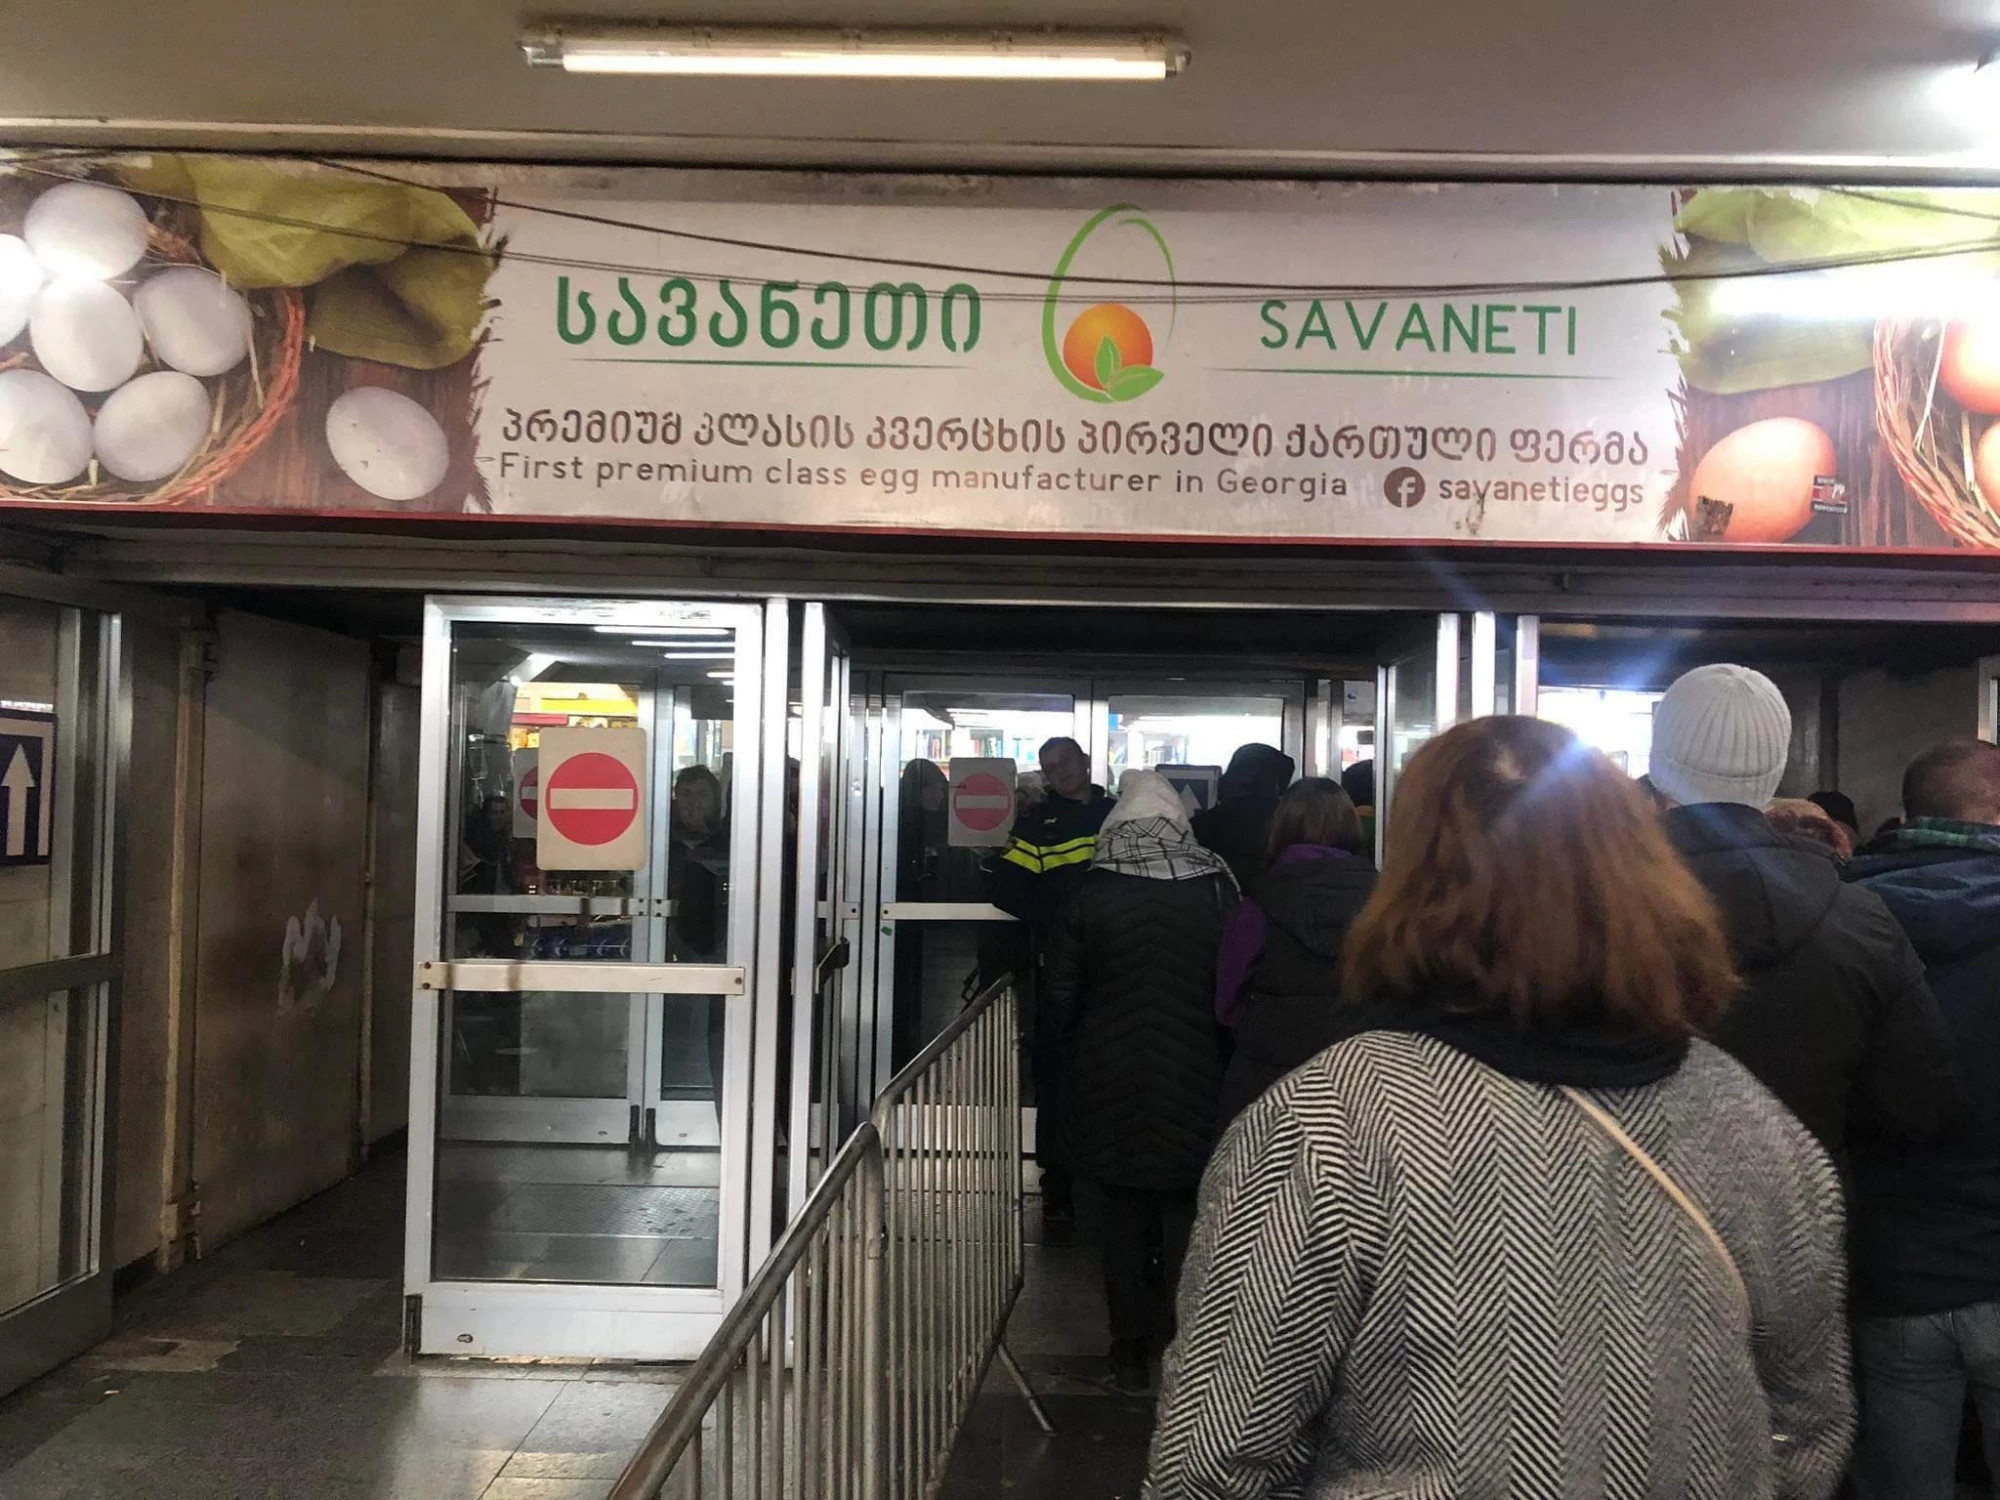 სავანეთი
SAVANETI
პრემიუმ კლასის კვერცხის პირველი ქართული ფერმა
First premium class egg manufacturer in Georgia
savanetieggs